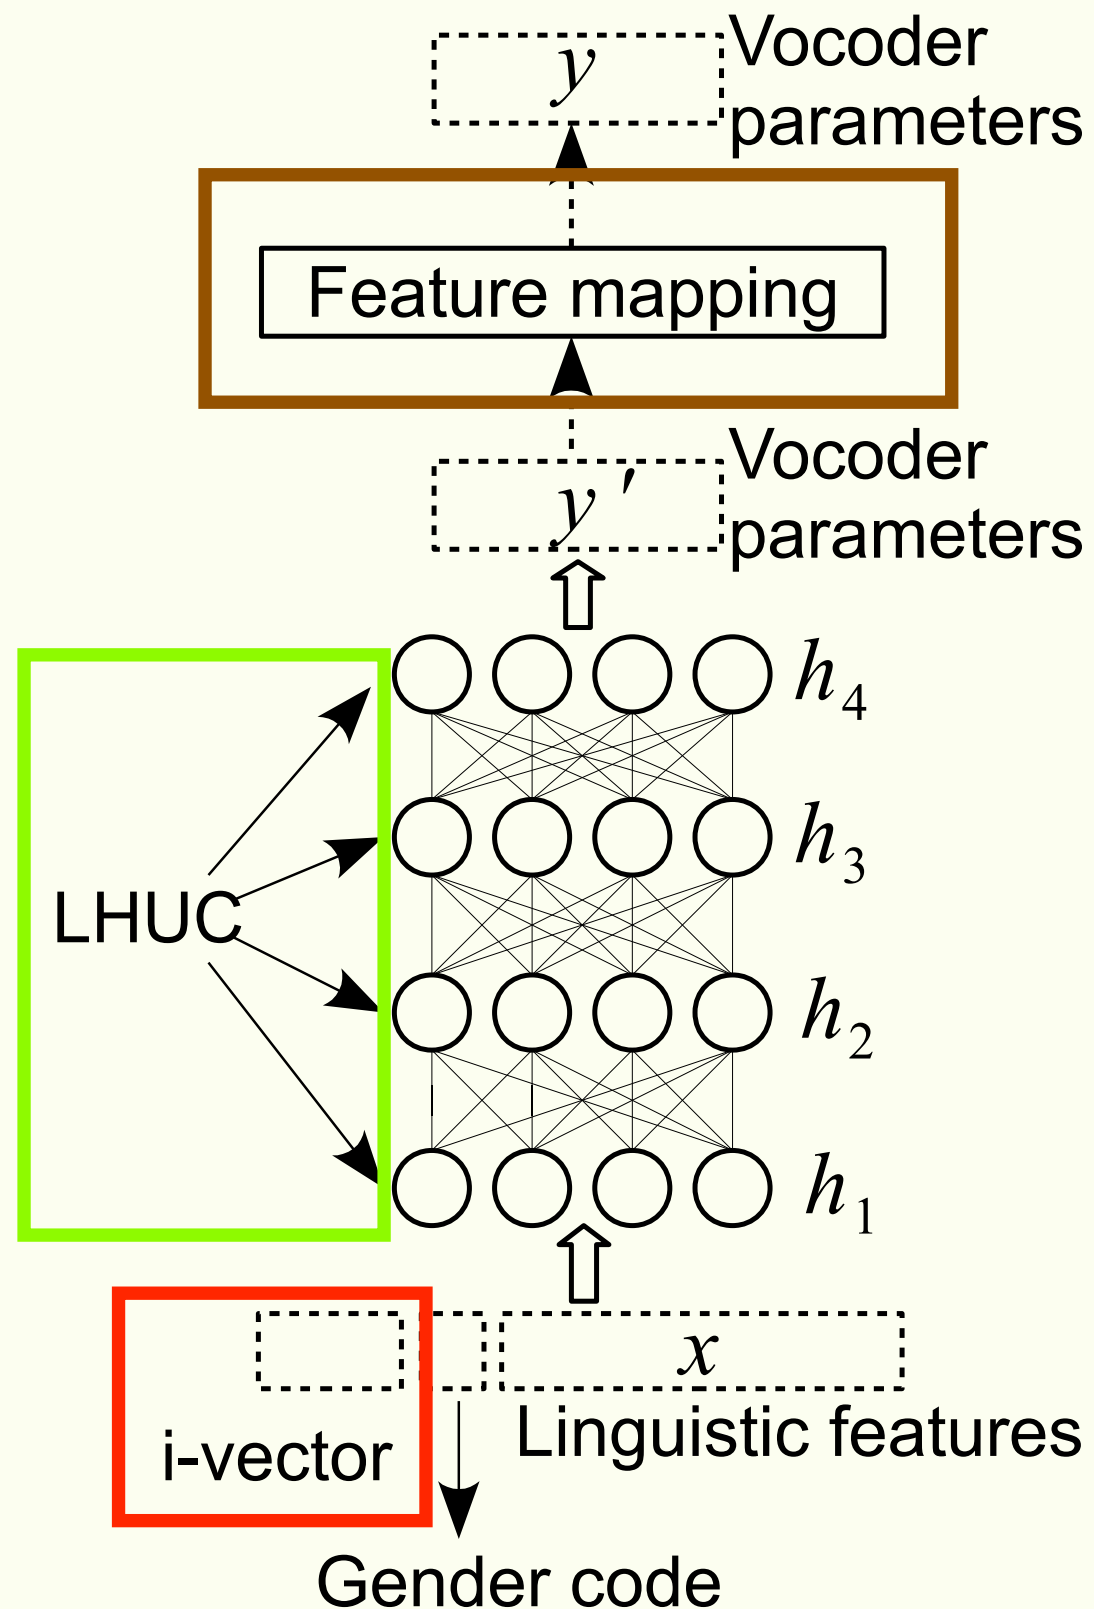 y
Vocoder
parameters
Feature mapping
y'
Vocoder
parameters
h4
h3
LHUC
h2
h1
x
i-vector
Linguistic features
Gender code